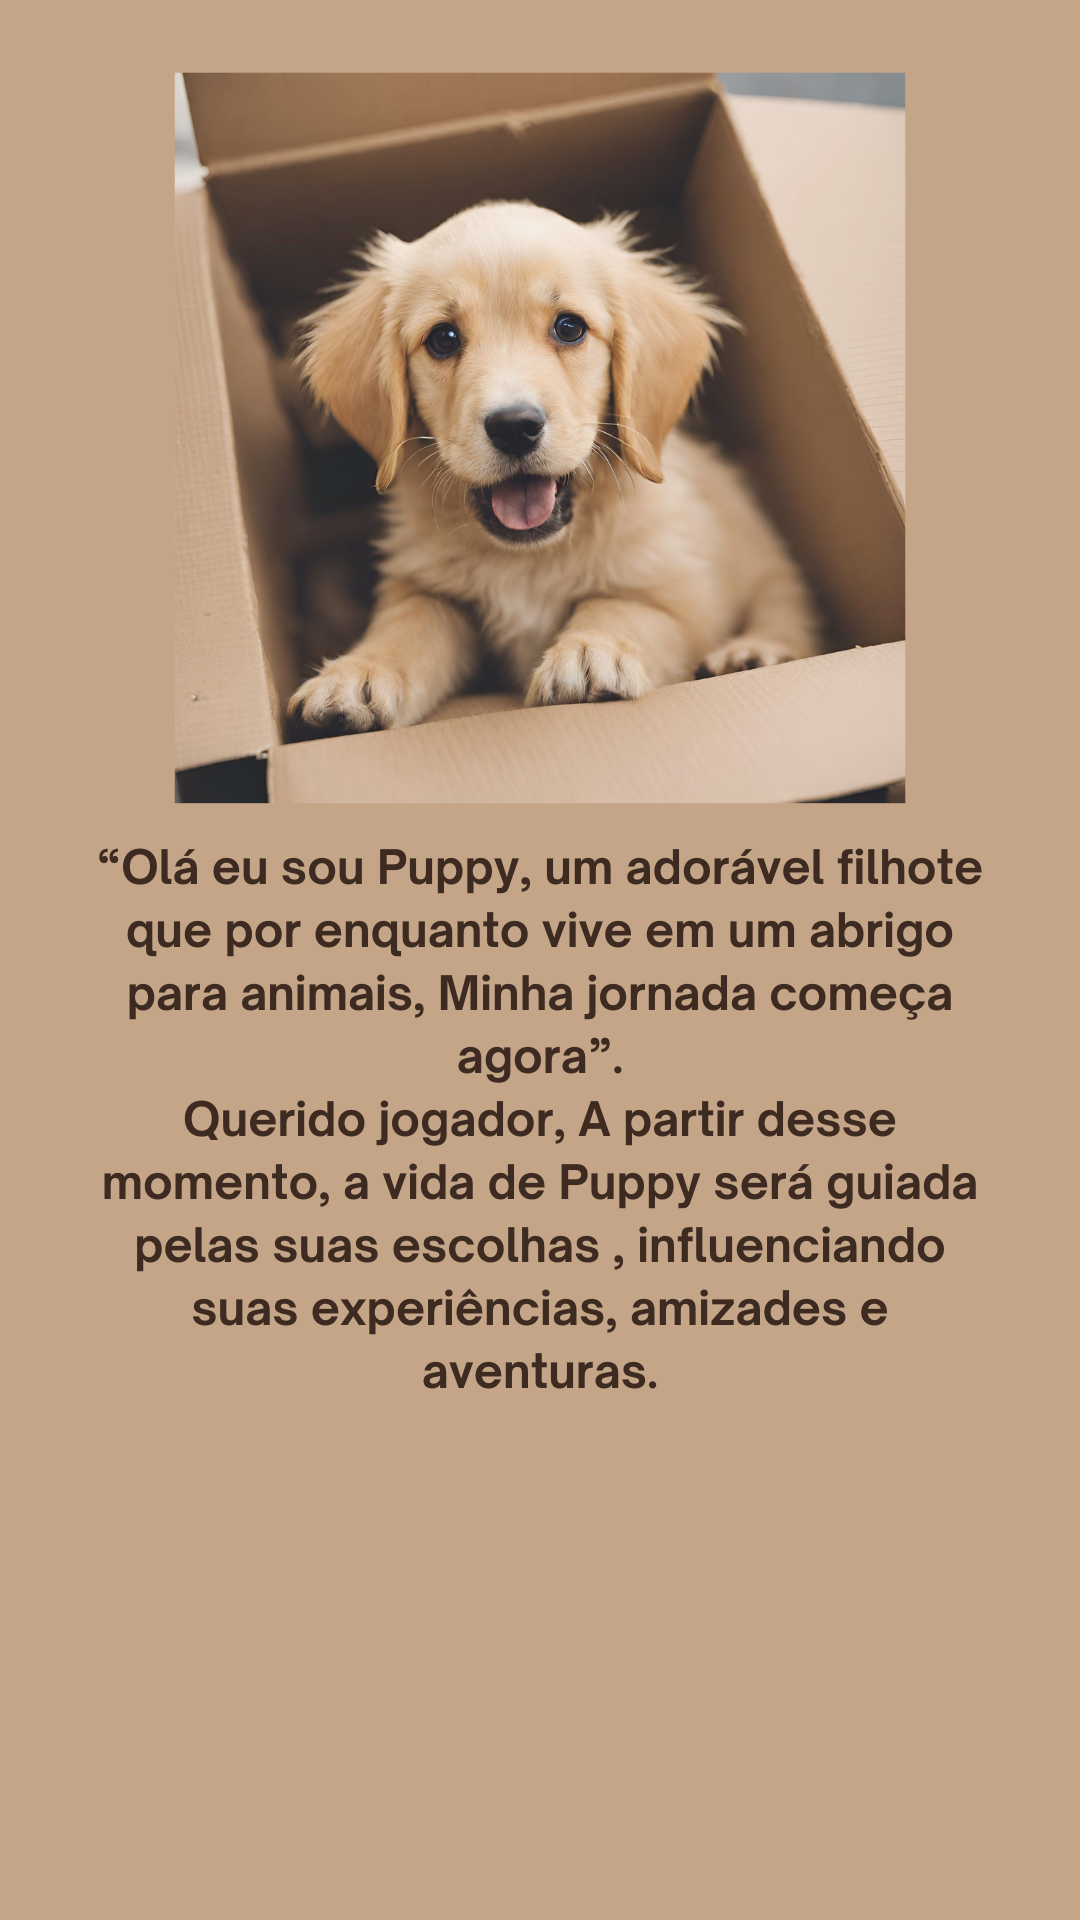 “Olá eu sou Puppy, um adorável filhote
que por enquanto vive em um abrigo
para animais, Minha jornada começa
agora”.
Querido jogador, A partir desse
momento, a vida de Puppy será guiada
pelas suas escolhas , influenciando
suas experiências, amizades e
aventuras.